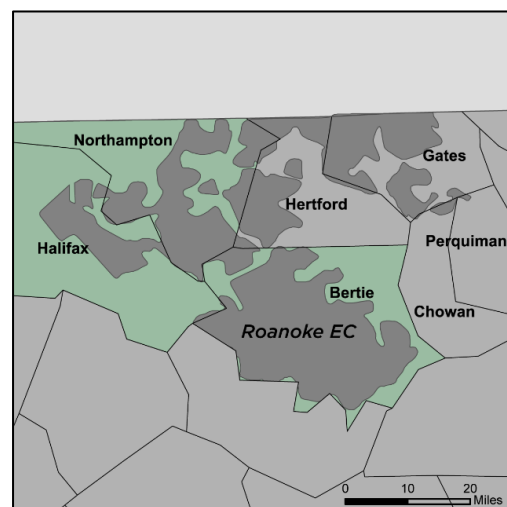 Northampton
Gates
Hertford
Halifax
Perquiman
Bertie
Chowan
Roanoke EC
0 10 20
Miles